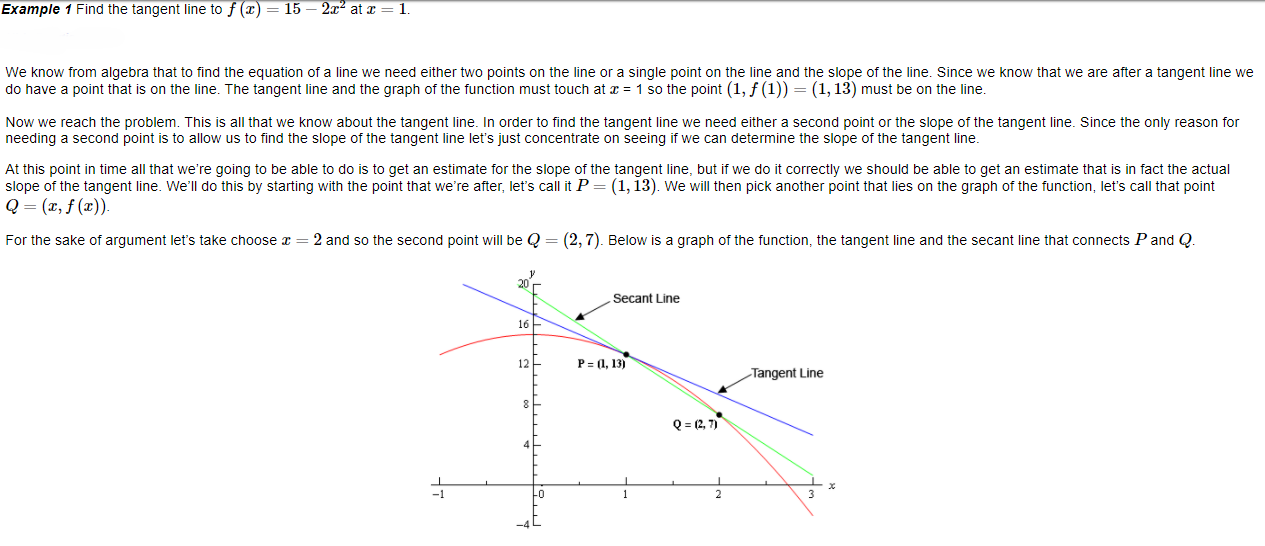 Example 1 Find the tangent line to f (x) = 15 − 2x² at x = 1.
We know from algebra that to find the equation of a line we need either two points on the line or a single point on the line and the slope of the line. Since we know that we are after a tangent line we
do have a point that is on the line. The tangent line and the graph of the function must touch at x = 1 so the point (1, f (1)) = (1, 13) must be on the line.
Now we reach the problem. This is all that we know about the tangent line. In order to find the tangent line we need either a second point or the slope of the tangent line. Since the only reason for
needing a second point is to allow us to find the slope of the tangent line let's just concentrate on seeing if we can determine the slope of the tangent line.
At this point in time all that we're going to be able to do is to get an estimate for the slope of the tangent line, but if we do it correctly we should be able to get an estimate that is in fact the actual
slope of the tangent line. We'll do this by starting with the point that we're after, let's call it P = (1, 13). We will then pick another point that lies on the graph of the function, let's call that point
Q = (x, f (x)).
For the sake of argument let's take choose x = 2 and so the second point will be Q = (2, 7). Below is a graph of the function, the tangent line and the secant line that connects P and Q.
y
20
Secant Line
16
12
P = (1, 13)
Tangent Line
8
Q = (2, 7)
4
x
-1 0 1 2 3
-4